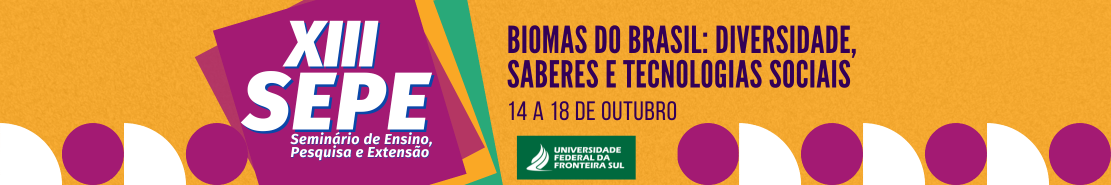 XIII
SEPE
Seminário de Ensino,
Pesquisa e Extensão
BIOMAS DO BRASIL: DIVERSIDADE,
SABERES E TECNOLOGIAS SOCIAIS
14 A 18 DE OUTUBRO
UNIVERSIDADE
FEDERAL DA
FRONTEIRA SUL